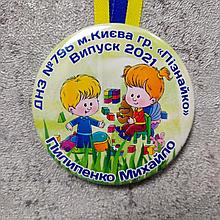 ДНЗ №795 м.Києва гр. «Пізнайко»
Випуск 2021
Пилипенко Михайло